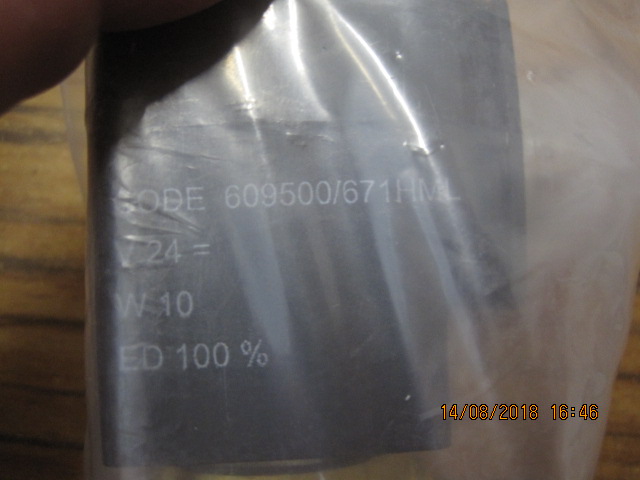 CODE 609500/671HML
V 24 =
W 10
ED 100 %
14/08/2018 16:46